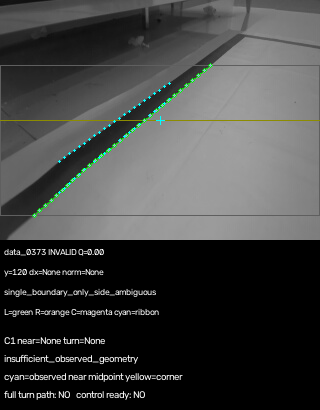 data_0373 INVALID Q=0.00
y=120 dx=None norm=None
single_boundary_only_side_ambiguous
L=green R=orange C=magenta cyan=ribbon
C1 near=None turn=None
insufficient_observed_geometry
cyan=observed near midpoint yellow=corner
full turn path: NO control ready: NO